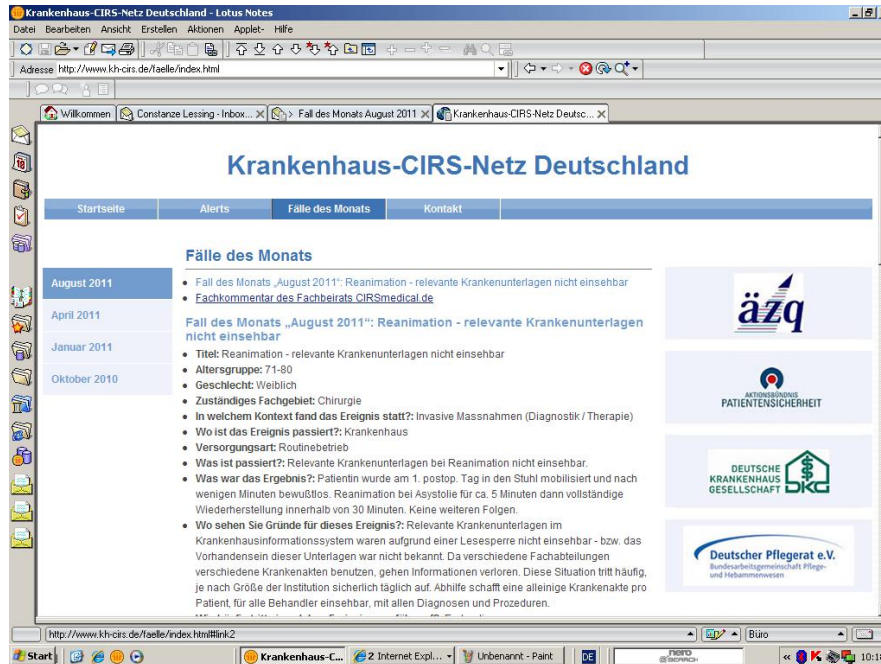 Krankenhaus-CIRS-Netz Deutschland - Lotus Notes
Datei Bearbeiten Ansicht Erstellen Aktionen Applet- Hilfe
Adresse http://www.kh-cirs.de/faelle/index.html
Willkommen Constanze Lessing - Inbox... Fall des Monats August 2011 Krankenhaus-CIRS-Netz Deutsc...
Krankenhaus-CIRS-Netz Deutschland
Startseite Alerts Fälle des Monats Kontakt
August 2011
April 2011
Januar 2011
Oktober 2010
Fälle des Monats
Fall des Monats „August 2011“: Reanimation - relevante Krankenunterlagen nicht einsehbar
Fachkommentar des Fachbeirats CIRSmedical.de
Fall des Monats „August 2011“: Reanimation - relevante Krankenunterlagen
nicht einsehbar
Titel: Reanimation - relevante Krankenunterlagen nicht einsehbar
Altersgruppe: 71-80
Geschlecht: Weiblich
Zuständiges Fachgebiet: Chirurgie
In welchem Kontext fand das Ereignis statt?: Invasive Massnahmen (Diagnostik / Therapie)
Wo ist das Ereignis passiert?: Krankenhaus
Versorgungsart: Routinebetrieb
Was ist passiert?: Relevante Krankenunterlagen bei Reanimation nicht einsehbar.
Was war das Ergebnis?: Patientin wurde am 1. postop. Tag in den Stuhl mobilisiert und nach
wenigen Minuten bewußtlos. Reanimation bei Asystolie für ca. 5 Minuten dann vollständige
Wiederherstellung innerhalb von 30 Minuten. Keine weiteren Folgen.
Wo sehen Sie Gründe für dieses Ereignis?: Relevante Krankenunterlagen im
Krankenhausinformationssystem waren aufgrund einer Lesesperre nicht einsehbar - bzw. das
Vorhandensein dieser Unterlagen war nicht bekannt. Da verschiedene Fachabteilungen
verschiedene Krankenakten benutzen, gehen Informationen verloren. Diese Situation tritt häufig,
je nach Größe der Institution sicherlich täglich auf. Abhilfe schafft eine alleinige Krankenakte pro
Patient, für alle Behandler einsehbar, mit allen Diagnosen und Prozeduren.
äzq
AKTIONSBÜNDNIS
PATIENTENSICHERHEIT
DEUTSCHE
KRANKENHAUS
GESELLSCHAFT DKG
Deutscher Pflegerat e.V.
Bundesarbeitsgemeinschaft Pflege-
und Hebammenwesen
http://www.kh-cirs.de/faelle/index.html#link2
Büro
Start Krankenhaus-C... 2 Internet Expl... Unbenannt - Paint DE nero SEARCH 10:18